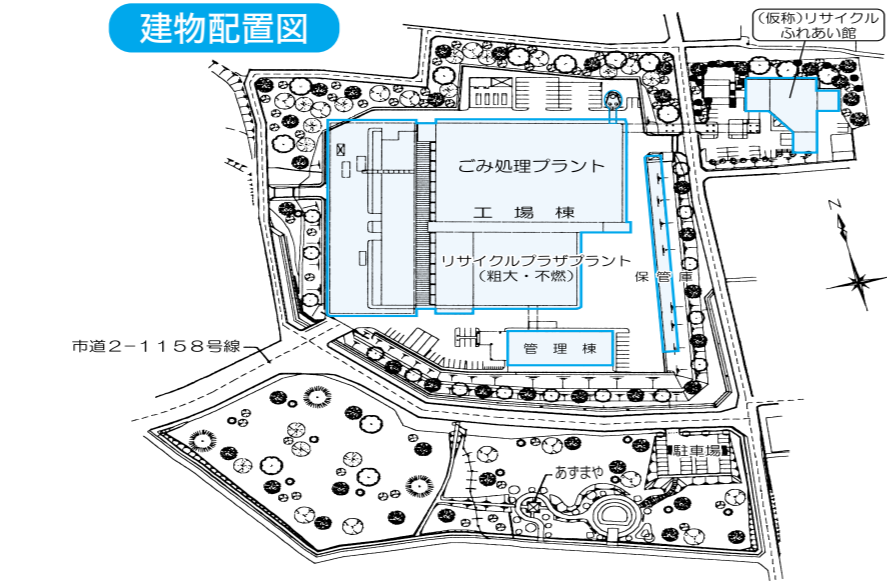 建物配置図
(仮称)リサイクル
ふれあい館
ごみ処理プラント
工場棟
リサイクルプラザプラント
(粗大・不燃)
保管庫
N
管理棟
市道2-1158号線
駐車場
あずまや